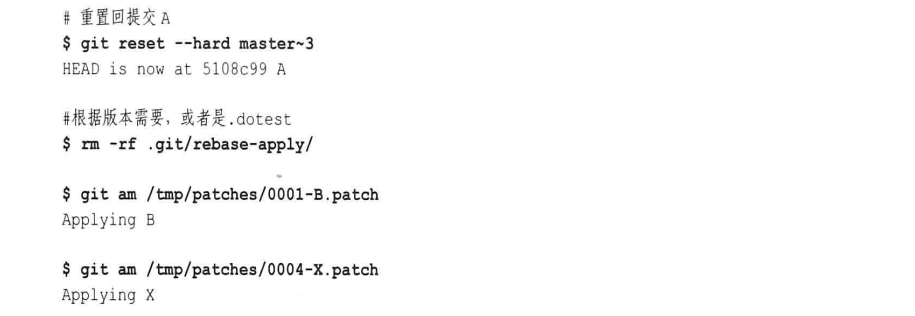 # 重置回提交 A
$ git reset --hard master~3
HEAD is now at 5108c99 A
#根据版本需要，或者是.dotest
$ rm -rf .git/rebase-apply/
$ git am /tmp/patches/0001-B.patch
Applying B
$ git am /tmp/patches/0004-X.patch
Applying X